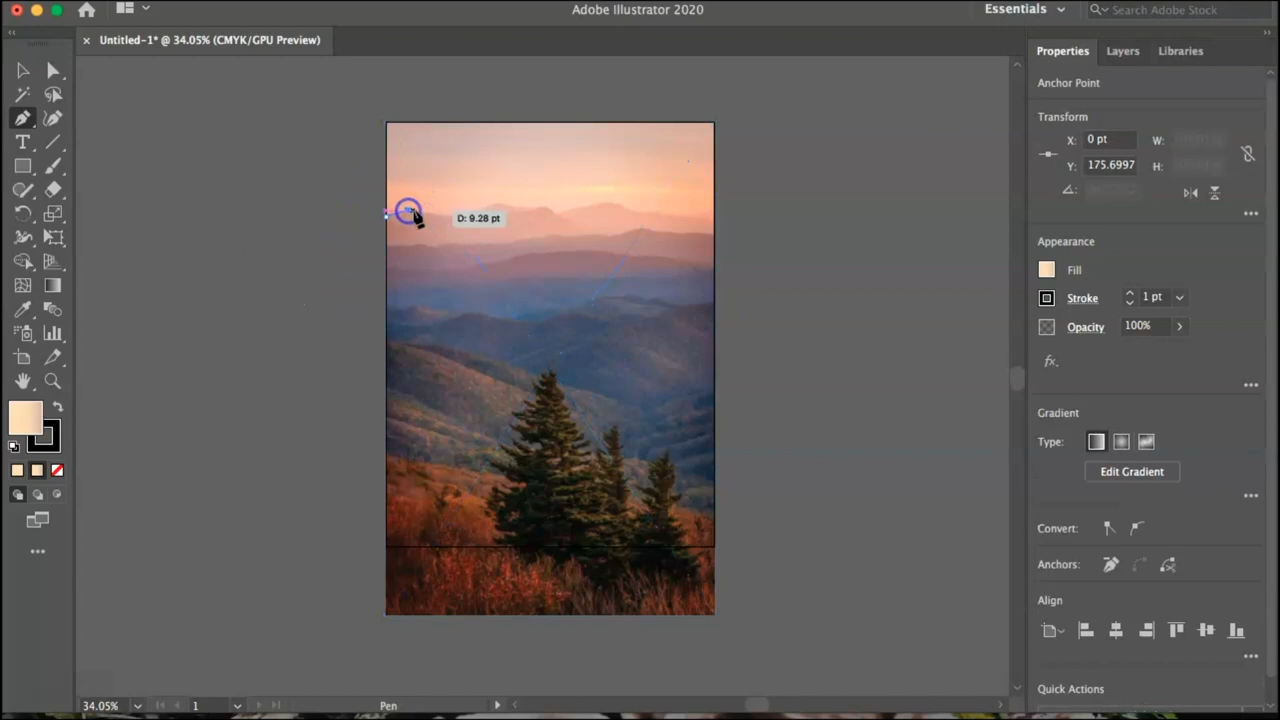 Adobe Illustrator 2020
Essentials
Search Adobe Stock
Untitled-1* @ 34.05% (CMYK/GPU Preview)
Properties
Layers
Libraries
Anchor Point
Transform
X:
0 pt
W:
Y:
175.6997
H:
D: 9.28 pt
Appearance
Fill
Stroke
1 pt
Opacity
100%
fx.
Gradient
Type:
Edit Gradient
Convert:
Anchors:
Align
Quick Actions
34.05%
1
Pen